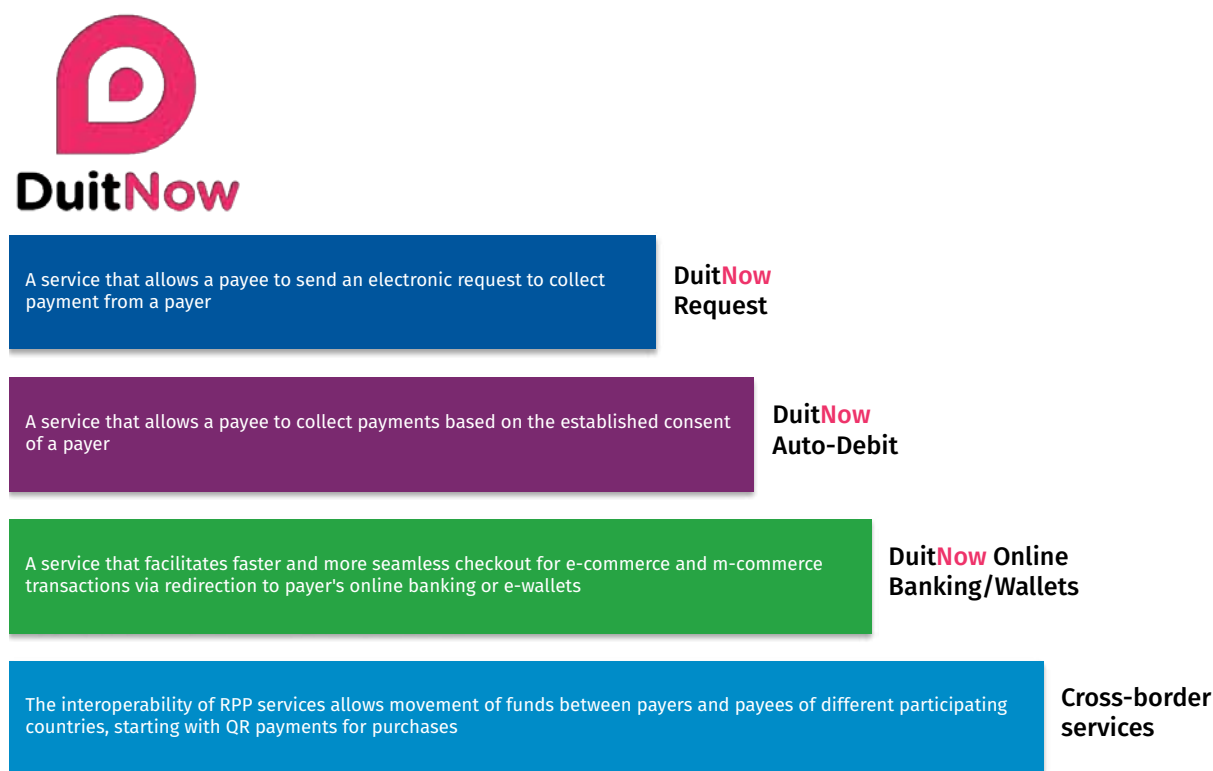 DuitNow
A service that allows a payee to send an electronic request to collect
payment from a payer
DuitNow
Request
A service that allows a payee to collect payments based on the established consent
of a payer
DuitNow
Auto-Debit
A service that facilitates faster and more seamless checkout for e-commerce and m-commerce
transactions via redirection to payer's online banking or e-wallets
DuitNow Online
Banking/Wallets
The interoperability of RPP services allows movement of funds between payers and payees of different participating
countries, starting with QR payments for purchases
Cross-border
services